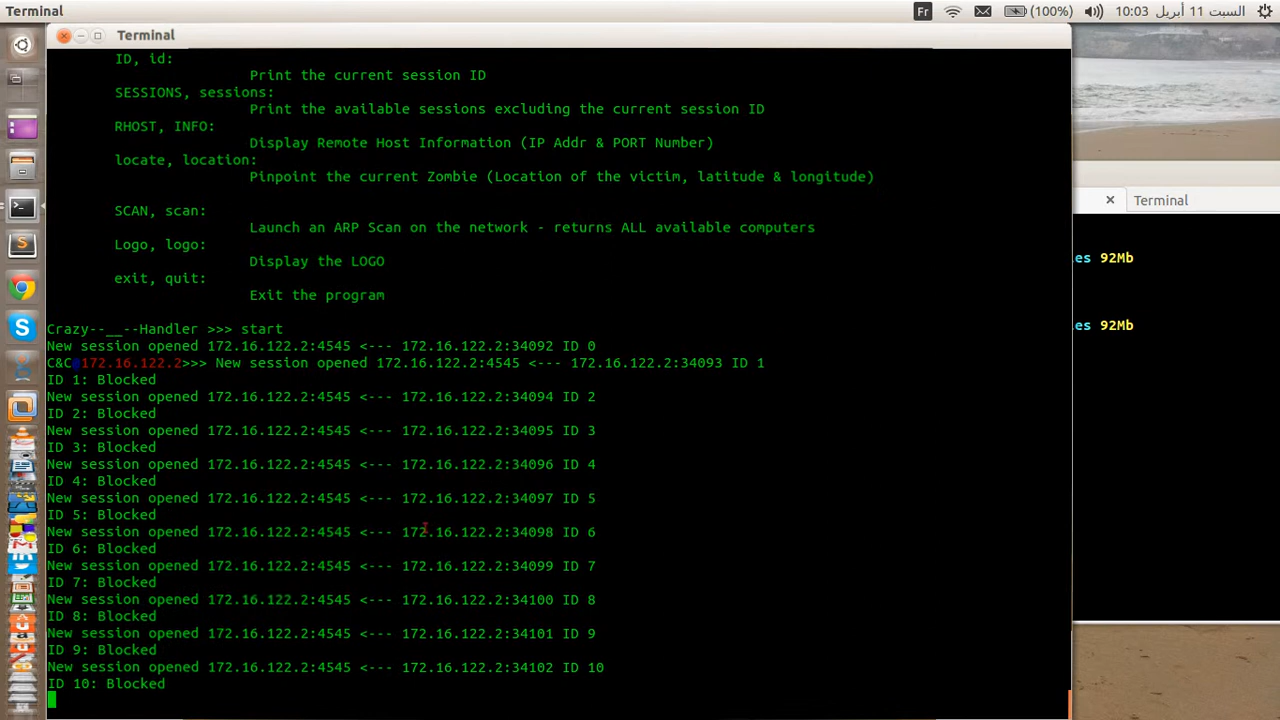 Terminal
Fr
(100%)
السبت 11 أبريل 10:03
Terminal
ID, id:
Print the current session ID
SESSIONS, sessions:
Print the available sessions excluding the current session ID
RHOST, INFO:
Display Remote Host Information (IP Addr & PORT Number)
locate, location:
Pinpoint the current Zombie (Location of the victim, latitude & longitude)
SCAN, scan:
Launch an ARP Scan on the network - returns ALL available computers
Logo, logo:
Display the LOGO
exit, quit:
Exit the program
Crazy--__--Handler >>> start
New session opened 172.16.122.2:4545 <--- 172.16.122.2:34092 ID 0
C&C@172.16.122.2>>> New session opened 172.16.122.2:4545 <--- 172.16.122.2:34093 ID 1
ID 1: Blocked
New session opened 172.16.122.2:4545 <--- 172.16.122.2:34094 ID 2
ID 2: Blocked
New session opened 172.16.122.2:4545 <--- 172.16.122.2:34095 ID 3
ID 3: Blocked
New session opened 172.16.122.2:4545 <--- 172.16.122.2:34096 ID 4
ID 4: Blocked
New session opened 172.16.122.2:4545 <--- 172.16.122.2:34097 ID 5
ID 5: Blocked
New session opened 172.16.122.2:4545 <--- 172.16.122.2:34098 ID 6
ID 6: Blocked
New session opened 172.16.122.2:4545 <--- 172.16.122.2:34099 ID 7
ID 7: Blocked
New session opened 172.16.122.2:4545 <--- 172.16.122.2:34100 ID 8
ID 8: Blocked
New session opened 172.16.122.2:4545 <--- 172.16.122.2:34101 ID 9
ID 9: Blocked
New session opened 172.16.122.2:4545 <--- 172.16.122.2:34102 ID 10
ID 10: Blocked
Terminal
es 92Mb
es 92Mb